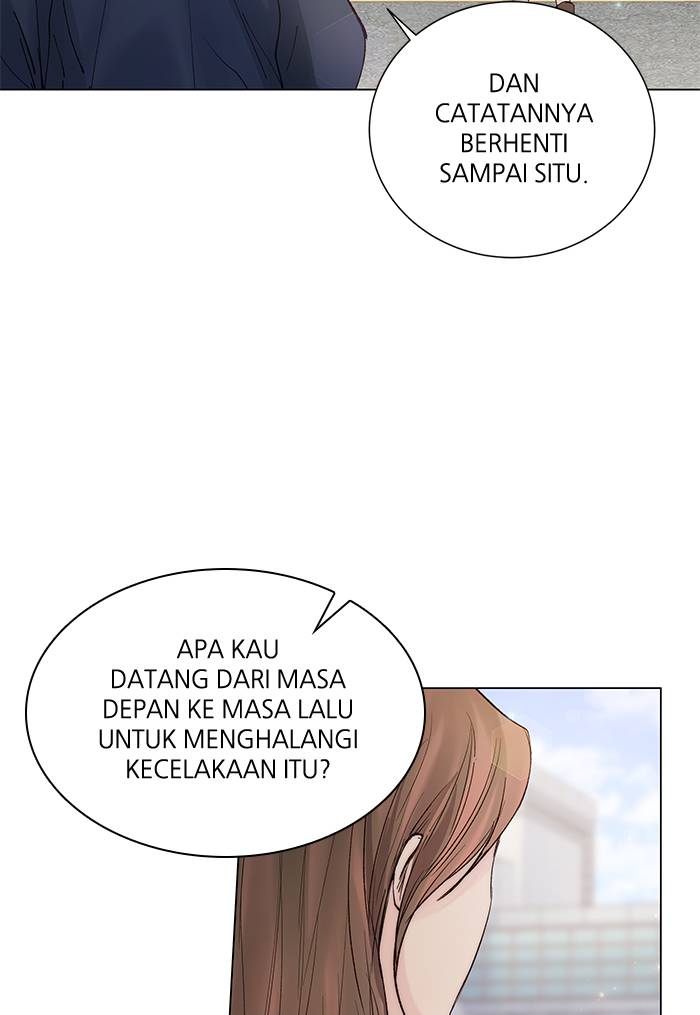 DAN
CATATANNYA
BERHENTI
SAMPAI SITU.
APA KAU
DATANG DARI MASA
DEPAN KE MASA LALU
UNTUK MENGHALANGI
KECELAKAAN ITU?